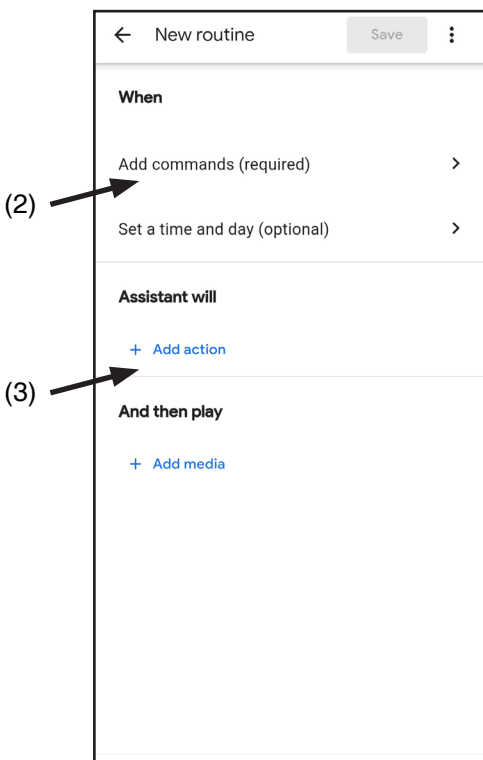 New routine Save
When
Add commands (required)
(2)
Set a time and day (optional)
Assistant will
+ Add action
(3)
And then play
+ Add media